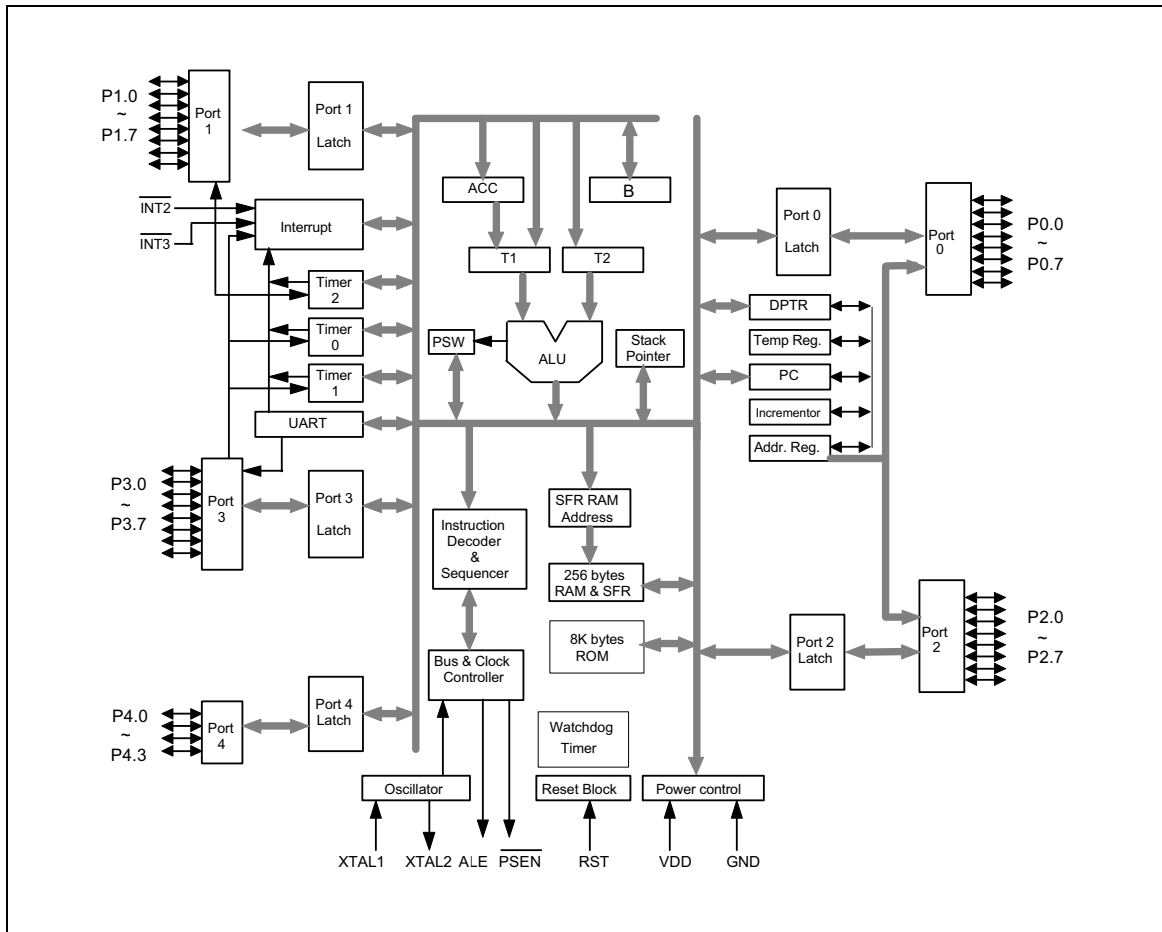 P1.0
~
P1.7
Port
1
Port 1
Latch
INT2
INT3
Interrupt
Timer
2
Timer
0
Timer
1
UART
P3.0
~
P3.7
Port
3
Port 3
Latch
P4.0
~
P4.3
Port
4
Port 4
Latch
ACC
B
T1
T2
PSW
ALU
Stack
Pointer
Instruction
Decoder
&
Sequencer
SFR RAM
Address
256 bytes
RAM & SFR
8K bytes
ROM
Bus & Clock
Controller
Watchdog
Timer
Oscillator
Reset Block
Power control
XTAL1
XTAL2
ALE
PSEN
RST
VDD
GND
Port 0
Latch
Port
0
P0.0
~
P0.7
DPTR
Temp Reg.
PC
Incrementor
Addr. Reg.
Port 2
Latch
Port
2
P2.0
~
P2.7